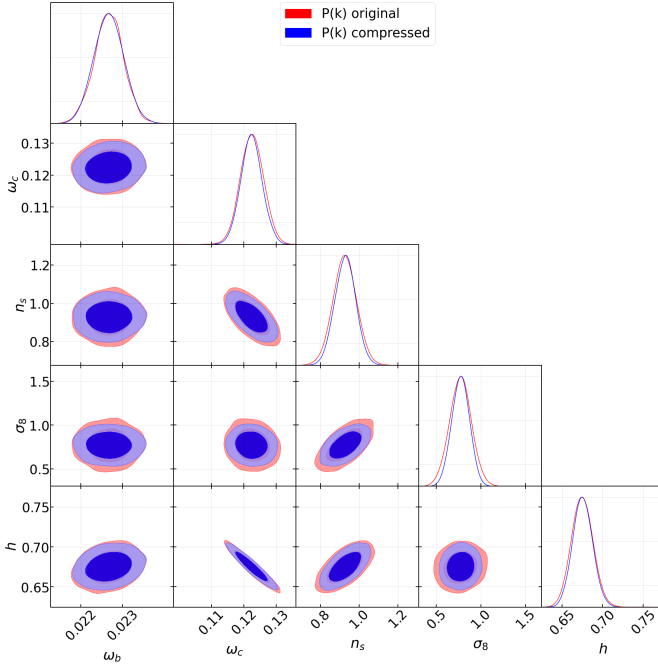 P(k) original
P(k) compressed
0.13
0.12
0.11
ω_c
1.2
1.0
0.8
n_s
1.5
1.0
0.5
σ_8
0.75
0.70
0.65
h
0.022 0.023 0.11 0.12 0.13 0.8 1.0 1.2 0.5 1.0 1.5 0.65 0.70 0.75
ω_b ω_c n_s σ_8 h